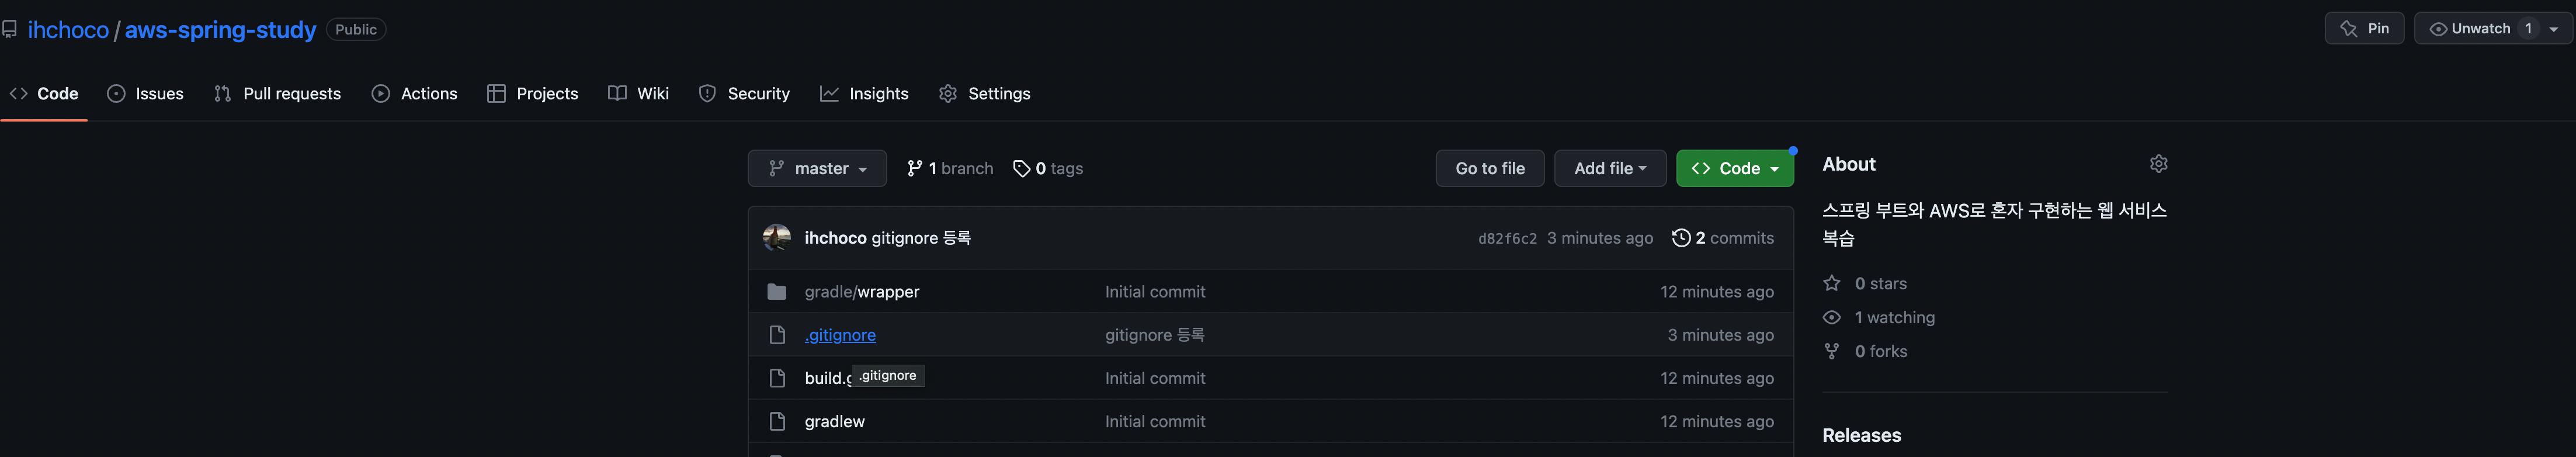 ihchoco / aws-spring-study Public
Pin Unwatch 1
Code Issues Pull requests Actions Projects Wiki Security Insights Settings
master 1 branch 0 tags Go to file Add file Code
ihchoco gitignore 등록 d82f6c2 3 minutes ago 2 commits
gradle/wrapper Initial commit 12 minutes ago
.gitignore gitignore 등록 3 minutes ago
build.g Initial commit 12 minutes ago
.gitignore
gradlew Initial commit 12 minutes ago
About
스프링 부트와 AWS로 혼자 구현하는 웹 서비스
복습
0 stars
1 watching
0 forks
Releases